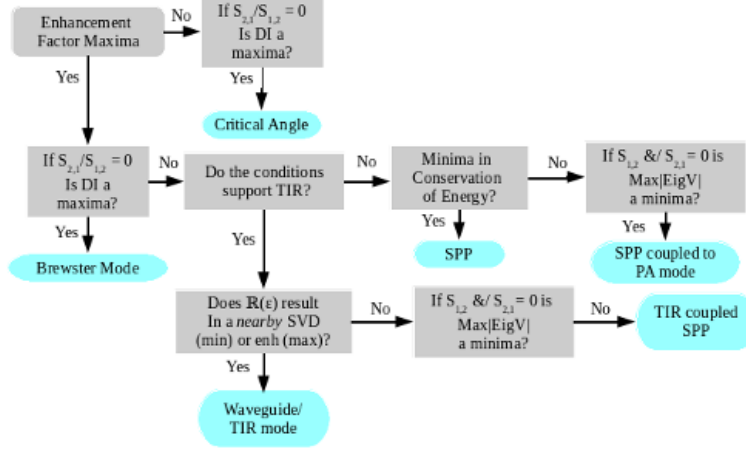 Enhancement
Factor Maxima
No
If S2,1/S1,2 = 0
Is DI a
maxima?
Yes
Yes
Critical Angle
If S2,1/S1,2 = 0
Is DI a
maxima?
No
Do the conditions
support TIR?
No
Minima in
Conservation
of Energy?
No
If S1,2 &/ S2,1= 0 is
Max|EigV|
a minima?
Yes
Yes
Yes
Yes
Brewster Mode
SPP
SPP coupled to
PA mode
Does ℝ(ε) result
In a nearby SVD
(min) or enh (max)?
No
If S1,2 &/ S2,1= 0 is
Max|EigV|
a minima?
No
TIR coupled
SPP
Yes
Waveguide/
TIR mode